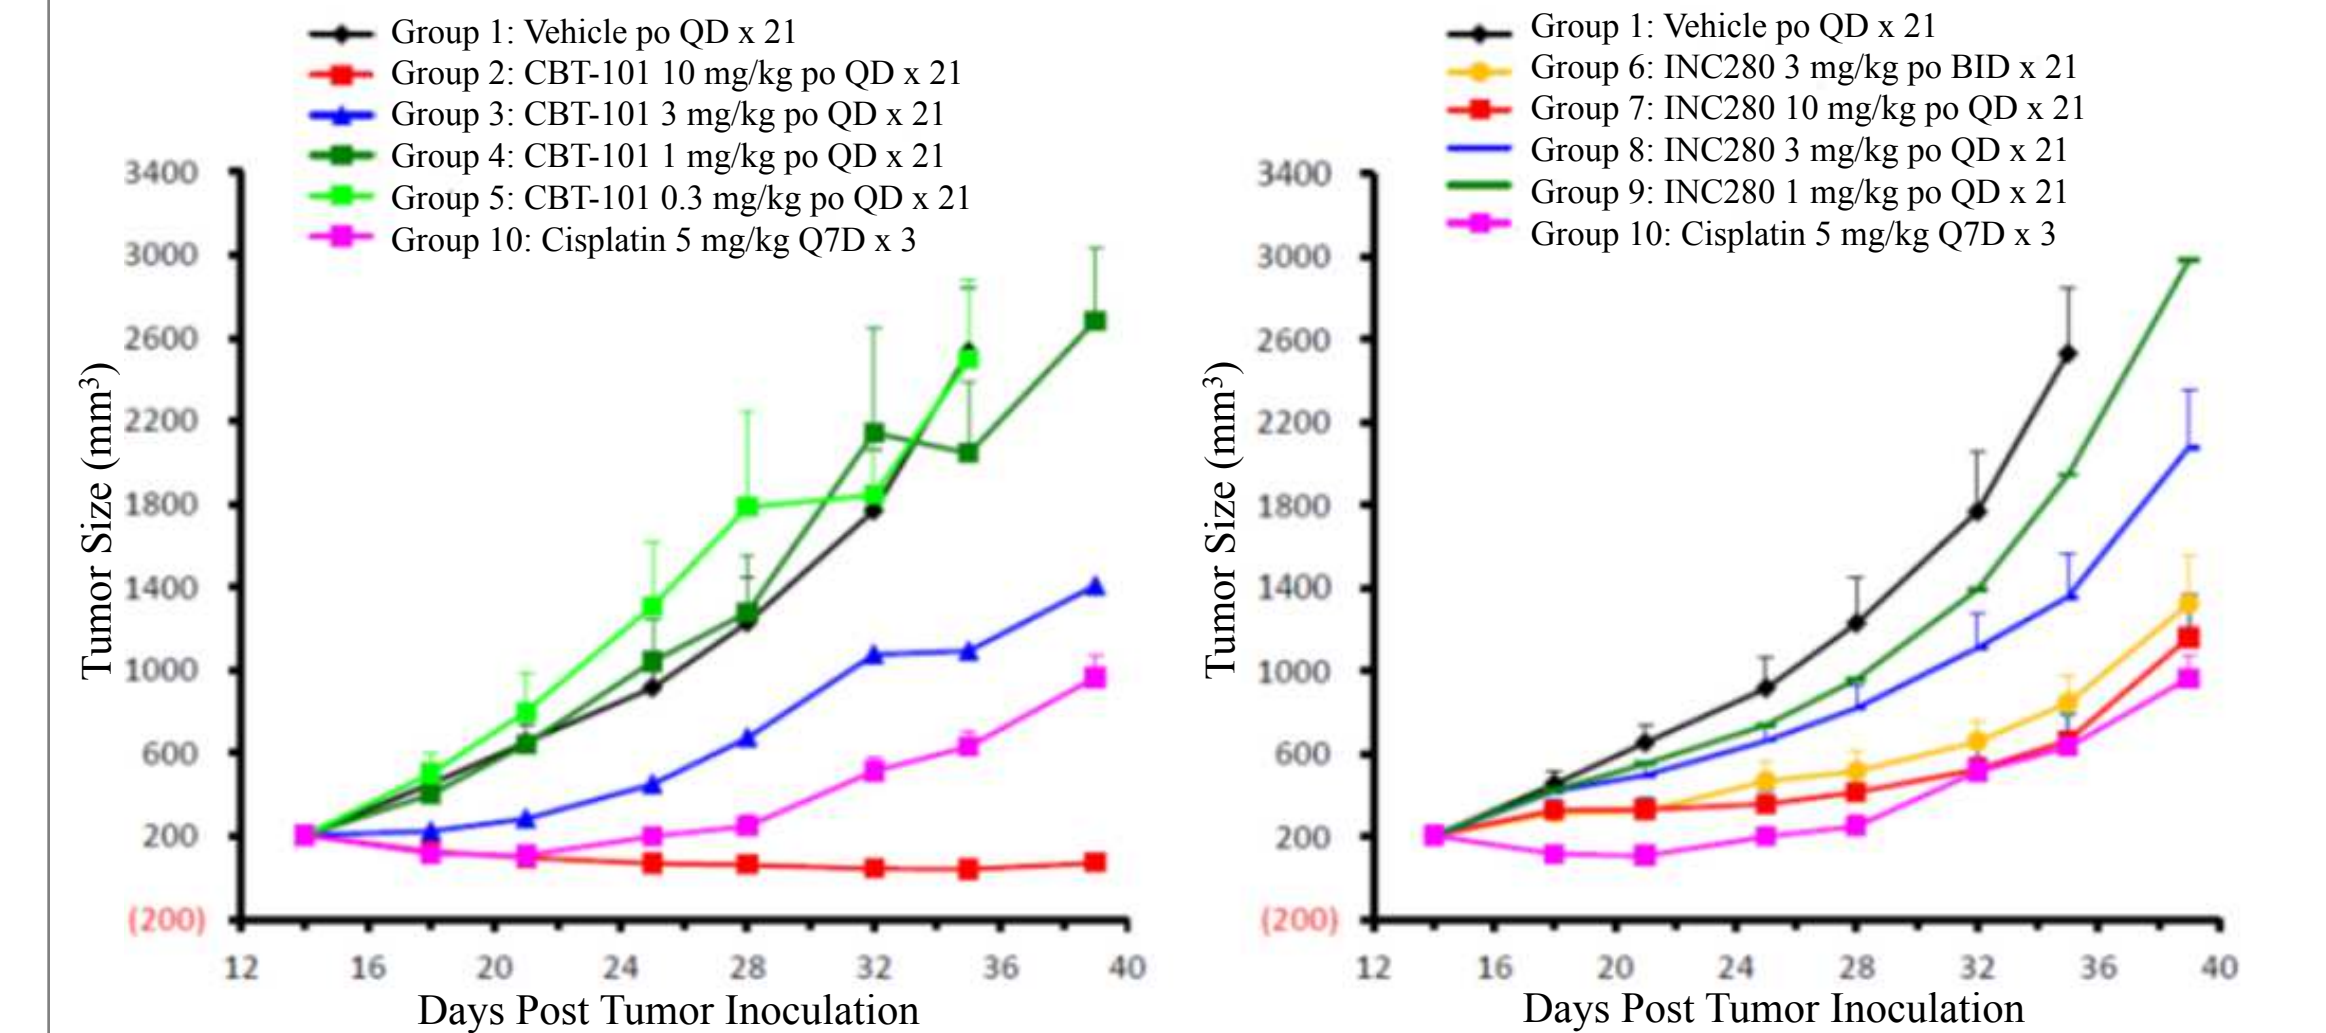 Group 1: Vehicle po QD x 21
Group 2: CBT-101 10 mg/kg po QD x 21
Group 3: CBT-101 3 mg/kg po QD x 21
Group 4: CBT-101 1 mg/kg po QD x 21
Group 5: CBT-101 0.3 mg/kg po QD x 21
Group 10: Cisplatin 5 mg/kg Q7D x 3
3400
3000
2600
2200
1800
1400
1000
600
200
(200)
Tumor Size (mm³)
12 16 20 24 28 32 36 40
Days Post Tumor Inoculation
Group 1: Vehicle po QD x 21
Group 6: INC280 3 mg/kg po BID x 21
Group 7: INC280 10 mg/kg po QD x 21
Group 8: INC280 3 mg/kg po QD x 21
Group 9: INC280 1 mg/kg po QD x 21
Group 10: Cisplatin 5 mg/kg Q7D x 3
3400
3000
2600
2200
1800
1400
1000
600
200
(200)
Tumor Size (mm³)
12 16 20 24 28 32 36 40
Days Post Tumor Inoculation